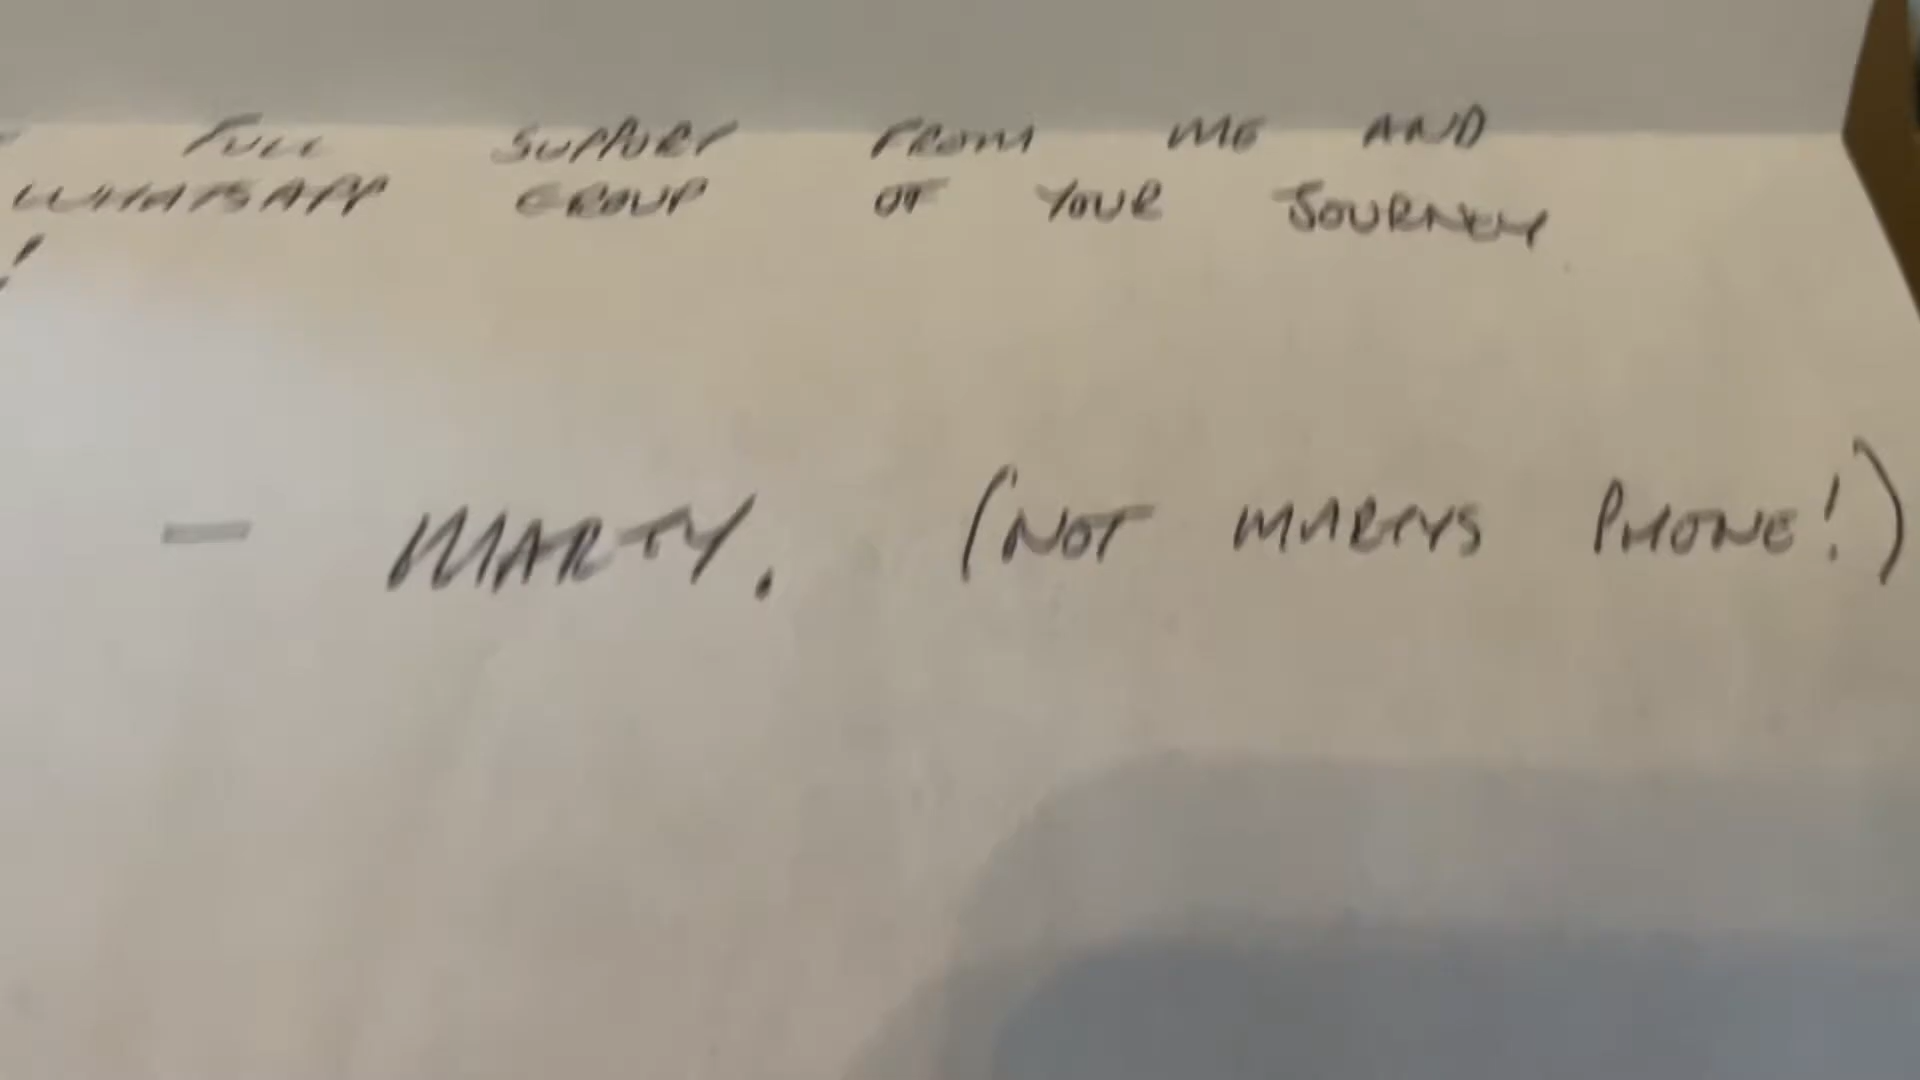 FULL SUPPORT FROM ME AND
WHATSAPP GROUP OF YOUR JOURNEY
!
- MARTY. (NOT MARTYS PHONE!)